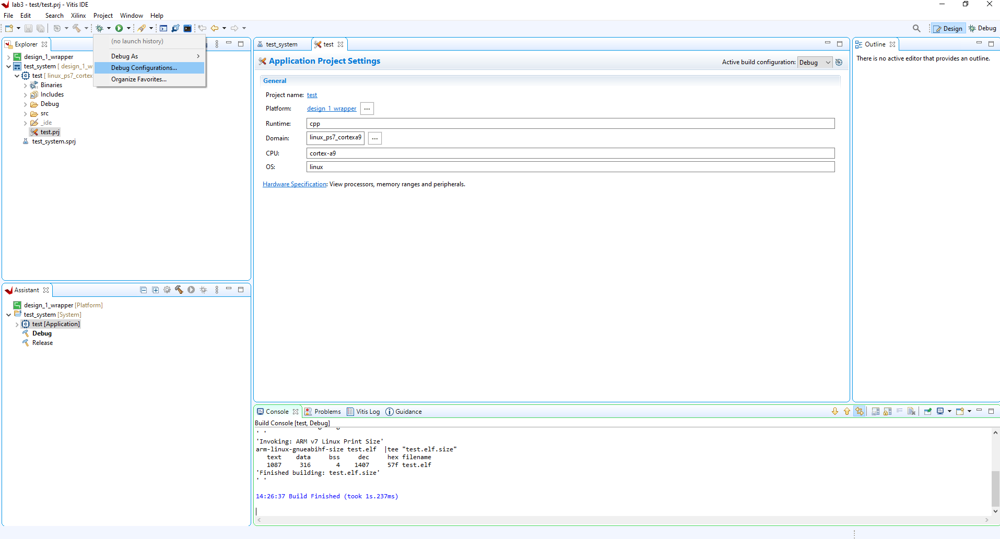 lab3 - test/test.prj - Vitis IDE
File Edit Search Xilinx Project Window Help
Design Debug
Explorer
(no launch history)
Debug As
Debug Configurations...
Organize Favorites...
design_1_wrapper
test_system [ design_1_w
test [ linux_ps7_cortex
Binaries
Includes
Debug
src
_ide
test.prj
test_system.sprj
test_system test
Application Project Settings
Active build configuration: Debug
General
Project name: test
Platform: design_1_wrapper ...
Runtime: cpp
Domain: linux_ps7_cortexa9 ...
CPU: cortex-a9
OS: linux
Hardware Specification: View processors, memory ranges and peripherals.
Outline
There is no active editor that provides an outline.
Assistant
design_1_wrapper [Platform]
test_system [System]
test [Application]
Debug
Release
Console Problems Vitis Log Guidance
Build Console [test, Debug]
' '
'Invoking: ARM v7 Linux Print Size'
arm-linux-gnueabihf-size test.elf |tee "test.elf.size"
text data bss dec hex filename
1087 316 4 1407 57f test.elf
'Finished building: test.elf.size'
' '
14:26:37 Build Finished (took 1s.237ms)